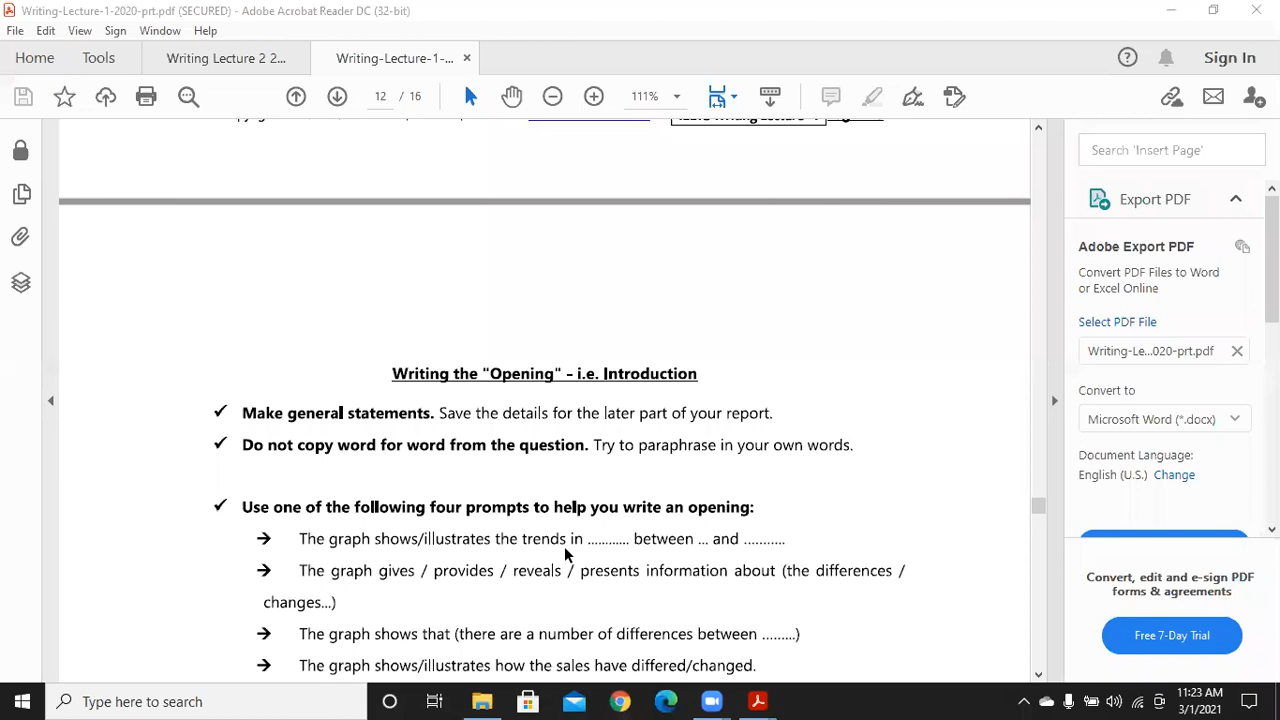 Writing-Lecture-1-2020-prt.pdf (SECURED) - Adobe Acrobat Reader DC (32-bit)
File Edit View Sign Window Help
Home Tools Writing Lecture 2 2... Writing-Lecture-1-... × Sign In
12 / 16 111%
Search 'Insert Page'
Export PDF
Adobe Export PDF
Convert PDF Files to Word
or Excel Online
Select PDF File
Writing-Le...020-prt.pdf
Convert to
Microsoft Word (*.docx)
Document Language:
English (U.S.) Change
Convert, edit and e-sign PDF
forms & agreements
Free 7-Day Trial
Writing the "Opening" - i.e. Introduction
✓ Make general statements. Save the details for the later part of your report.
✓ Do not copy word for word from the question. Try to paraphrase in your own words.
✓ Use one of the following four prompts to help you write an opening:
→ The graph shows/illustrates the trends in ............ between ... and ...........
→ The graph gives / provides / reveals / presents information about (the differences /
changes...)
→ The graph shows that (there are a number of differences between .........)
→ The graph shows/illustrates how the sales have differed/changed.
Type here to search
11:23 AM
3/1/2021